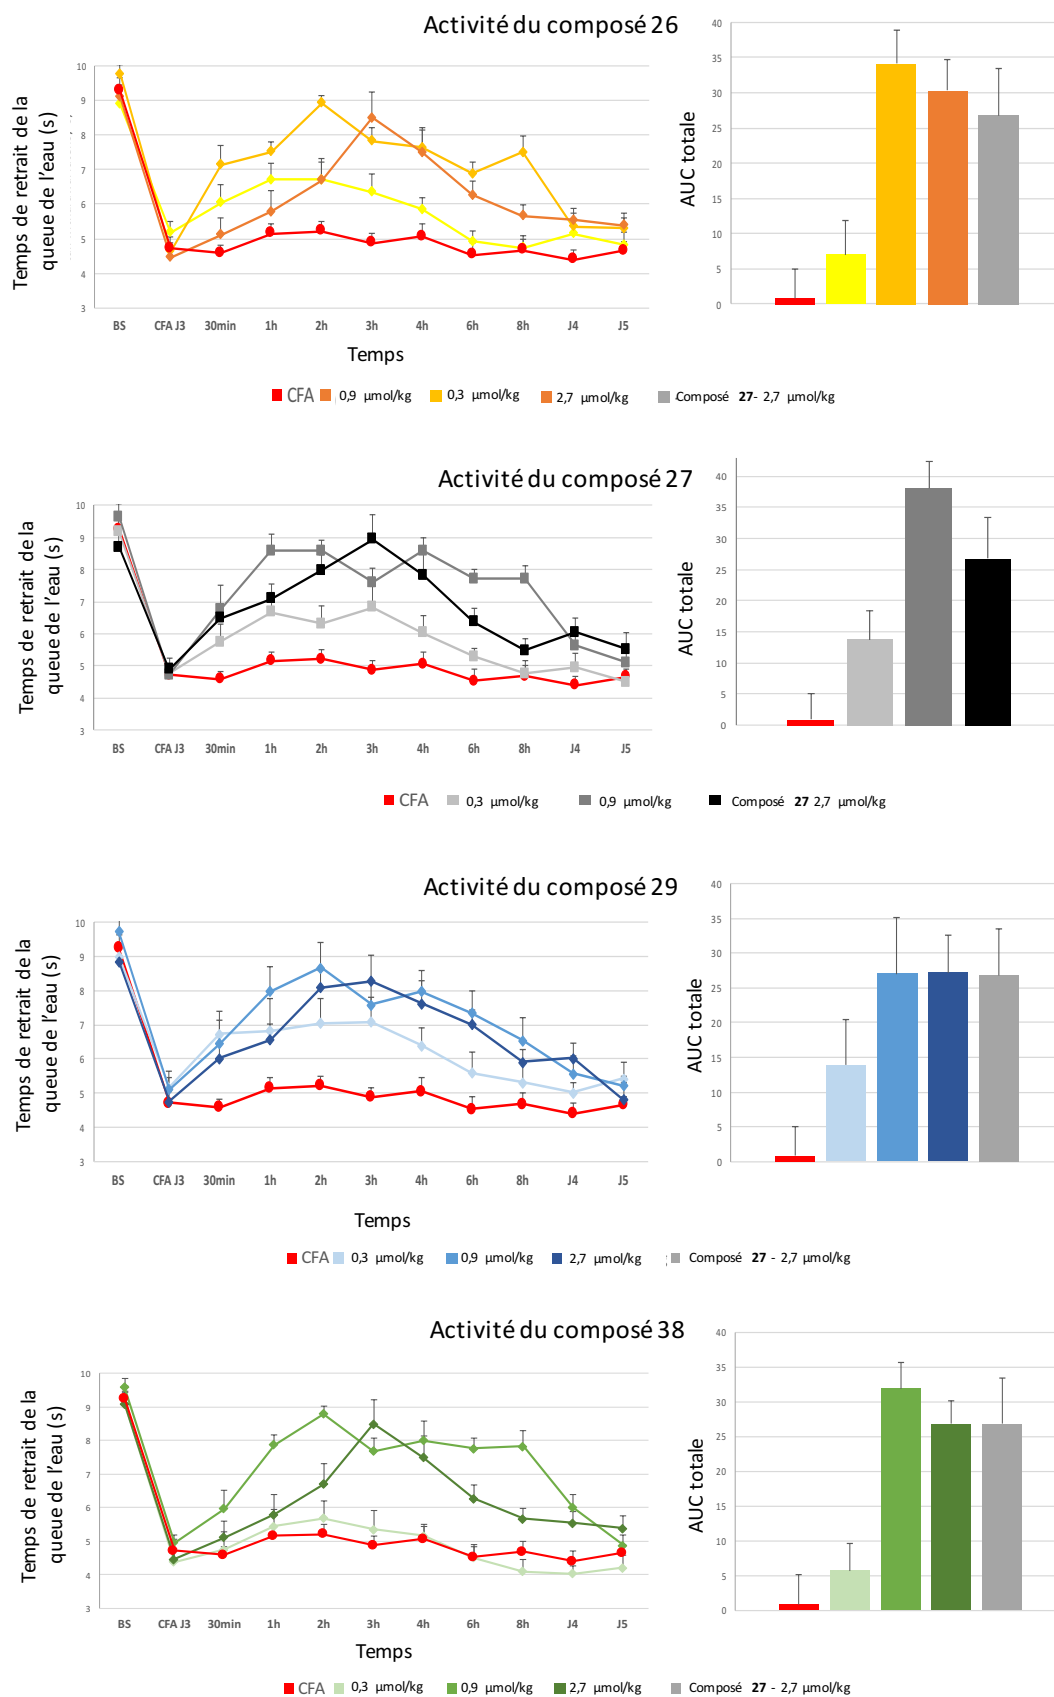 Activité du composé 26
Temps de retrait de la
queue de l'eau (s)
10
9
8
7
6
5
4
3
BS CFA J3 30min 1h 2h 3h 4h 6h 8h J4 J5
Temps
AUC totale
40
35
30
25
20
15
10
5
0
CFA 0,9 µmol/kg 0,3 µmol/kg 2,7 µmol/kg Composé 27- 2,7 µmol/kg
Activité du composé 27
Temps de retrait de la
queue de l'eau (s)
10
9
8
7
6
5
4
3
BS CFA J3 30min 1h 2h 3h 4h 6h 8h J4 J5
AUC totale
40
35
30
25
20
15
10
5
0
CFA 0,3 µmol/kg 0,9 µmol/kg Composé 27 2,7 µmol/kg
Activité du composé 29
Temps de retrait de la
queue de l'eau (s)
10
9
8
7
6
5
4
3
BS CFA J3 30min 1h 2h 3h 4h 6h 8h J4 J5
Temps
AUC totale
40
35
30
25
20
15
10
5
0
CFA 0,3 µmol/kg 0,9 µmol/kg 2,7 µmol/kg Composé 27 - 2,7 µmol/kg
Activité du composé 38
Temps de retrait de la
queue de l'eau (s)
10
9
8
7
6
5
4
3
BS CFA J3 30min 1h 2h 3h 4h 6h 8h J4 J5
Temps
AUC totale
40
35
30
25
20
15
10
5
0
CFA 0,3 µmol/kg 0,9 µmol/kg 2,7 µmol/kg Composé 27 - 2,7 µmol/kg